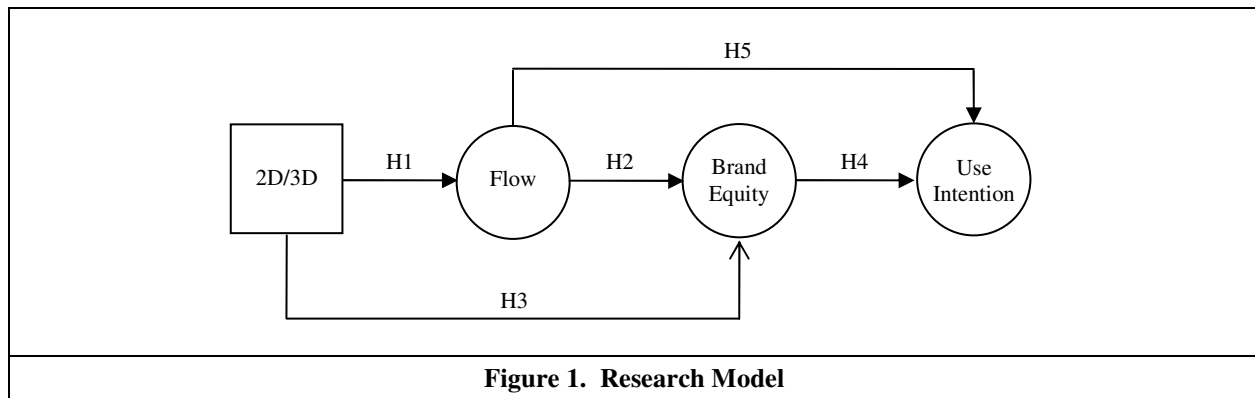 H5
2D/3D
H1
Flow
H2
Brand
Equity
H4
Use
Intention
H3
Figure 1. Research Model